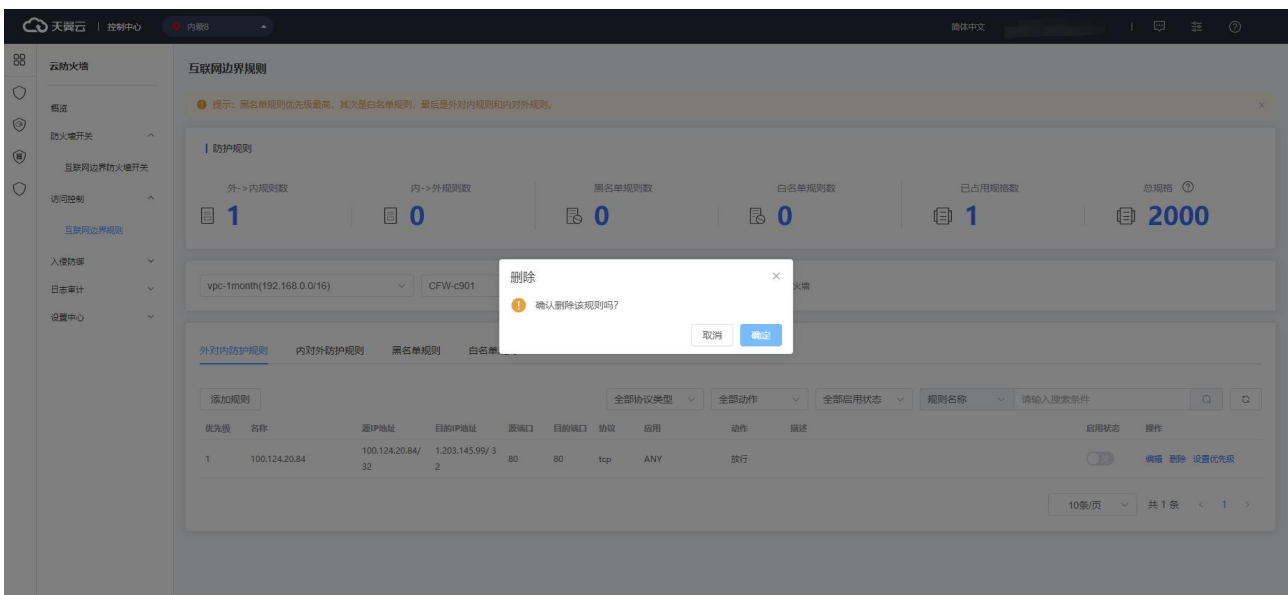 天翼云 | 控制中心 内蒙6 简体中文
云防火墙
概览
防火墙开关
互联网边界防火墙开关
访问控制
互联网边界规则
入侵防御
日志审计
设置中心
互联网边界规则
提示：黑名单规则优先级最高，其次是白名单规则，最后是外对内规则和内对外规则。
防护规则
外->内规则数 内->外规则数 黑名单规则数 白名单规则数 已占用规格数 总规格
1 0 0 0 1 2000
vpc-1month(192.168.0.0/16) CFW-c901 火墙
删除
确认删除该规则吗?
取消 确定
外对内防护规则 内对外防护规则 黑名单规则 白名单
添加规则 全部协议类型 全部动作 全部启用状态 规则名称 请输入搜索条件
优先级 名称 源IP地址 目的IP地址 源端口 目的端口 协议 应用 动作 描述 启用状态 操作
1 100.124.20.84 100.124.20.84/32 1.203.145.99/32 80 80 tcp ANY 放行 编辑 删除 设置优先级
10条/页 共 1 条 < 1 >